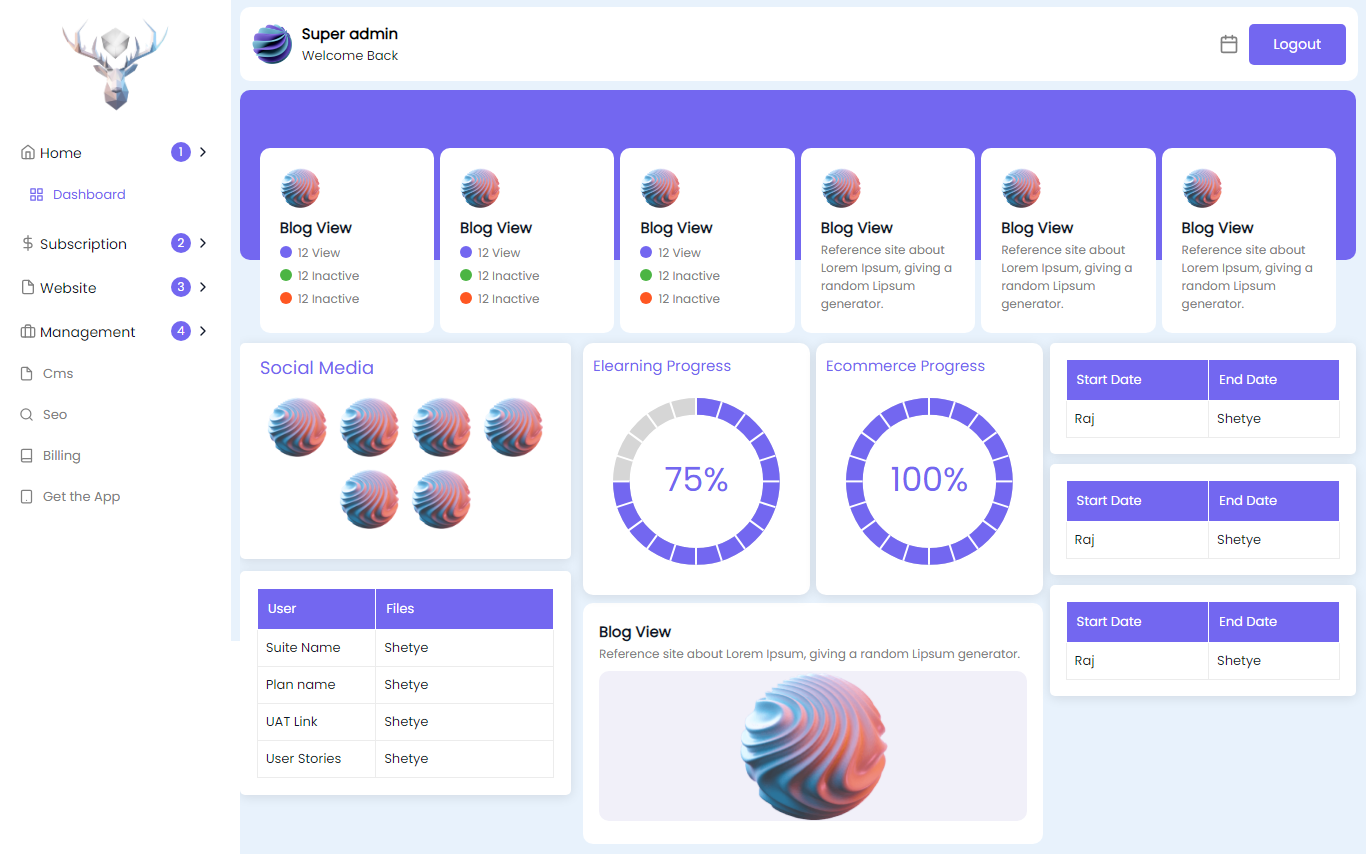 Super admin
Welcome Back
Logout
Home 1
Dashboard
Subscription 2
Website 3
Management 4
Cms
Seo
Billing
Get the App
Blog View
12 View
12 Inactive
12 Inactive
Blog View
12 View
12 Inactive
12 Inactive
Blog View
12 View
12 Inactive
12 Inactive
Blog View
Reference site about
Lorem Ipsum, giving a
random Lipsum
generator.
Blog View
Reference site about
Lorem Ipsum, giving a
random Lipsum
generator.
Blog View
Reference site about
Lorem Ipsum, giving a
random Lipsum
generator.
Social Media
User Files
Suite Name Shetye
Plan name Shetye
UAT Link Shetye
User Stories Shetye
Elearning Progress
75%
Ecommerce Progress
100%
Blog View
Reference site about Lorem Ipsum, giving a random Lipsum generator.
Start Date End Date
Raj Shetye
Start Date End Date
Raj Shetye
Start Date End Date
Raj Shetye